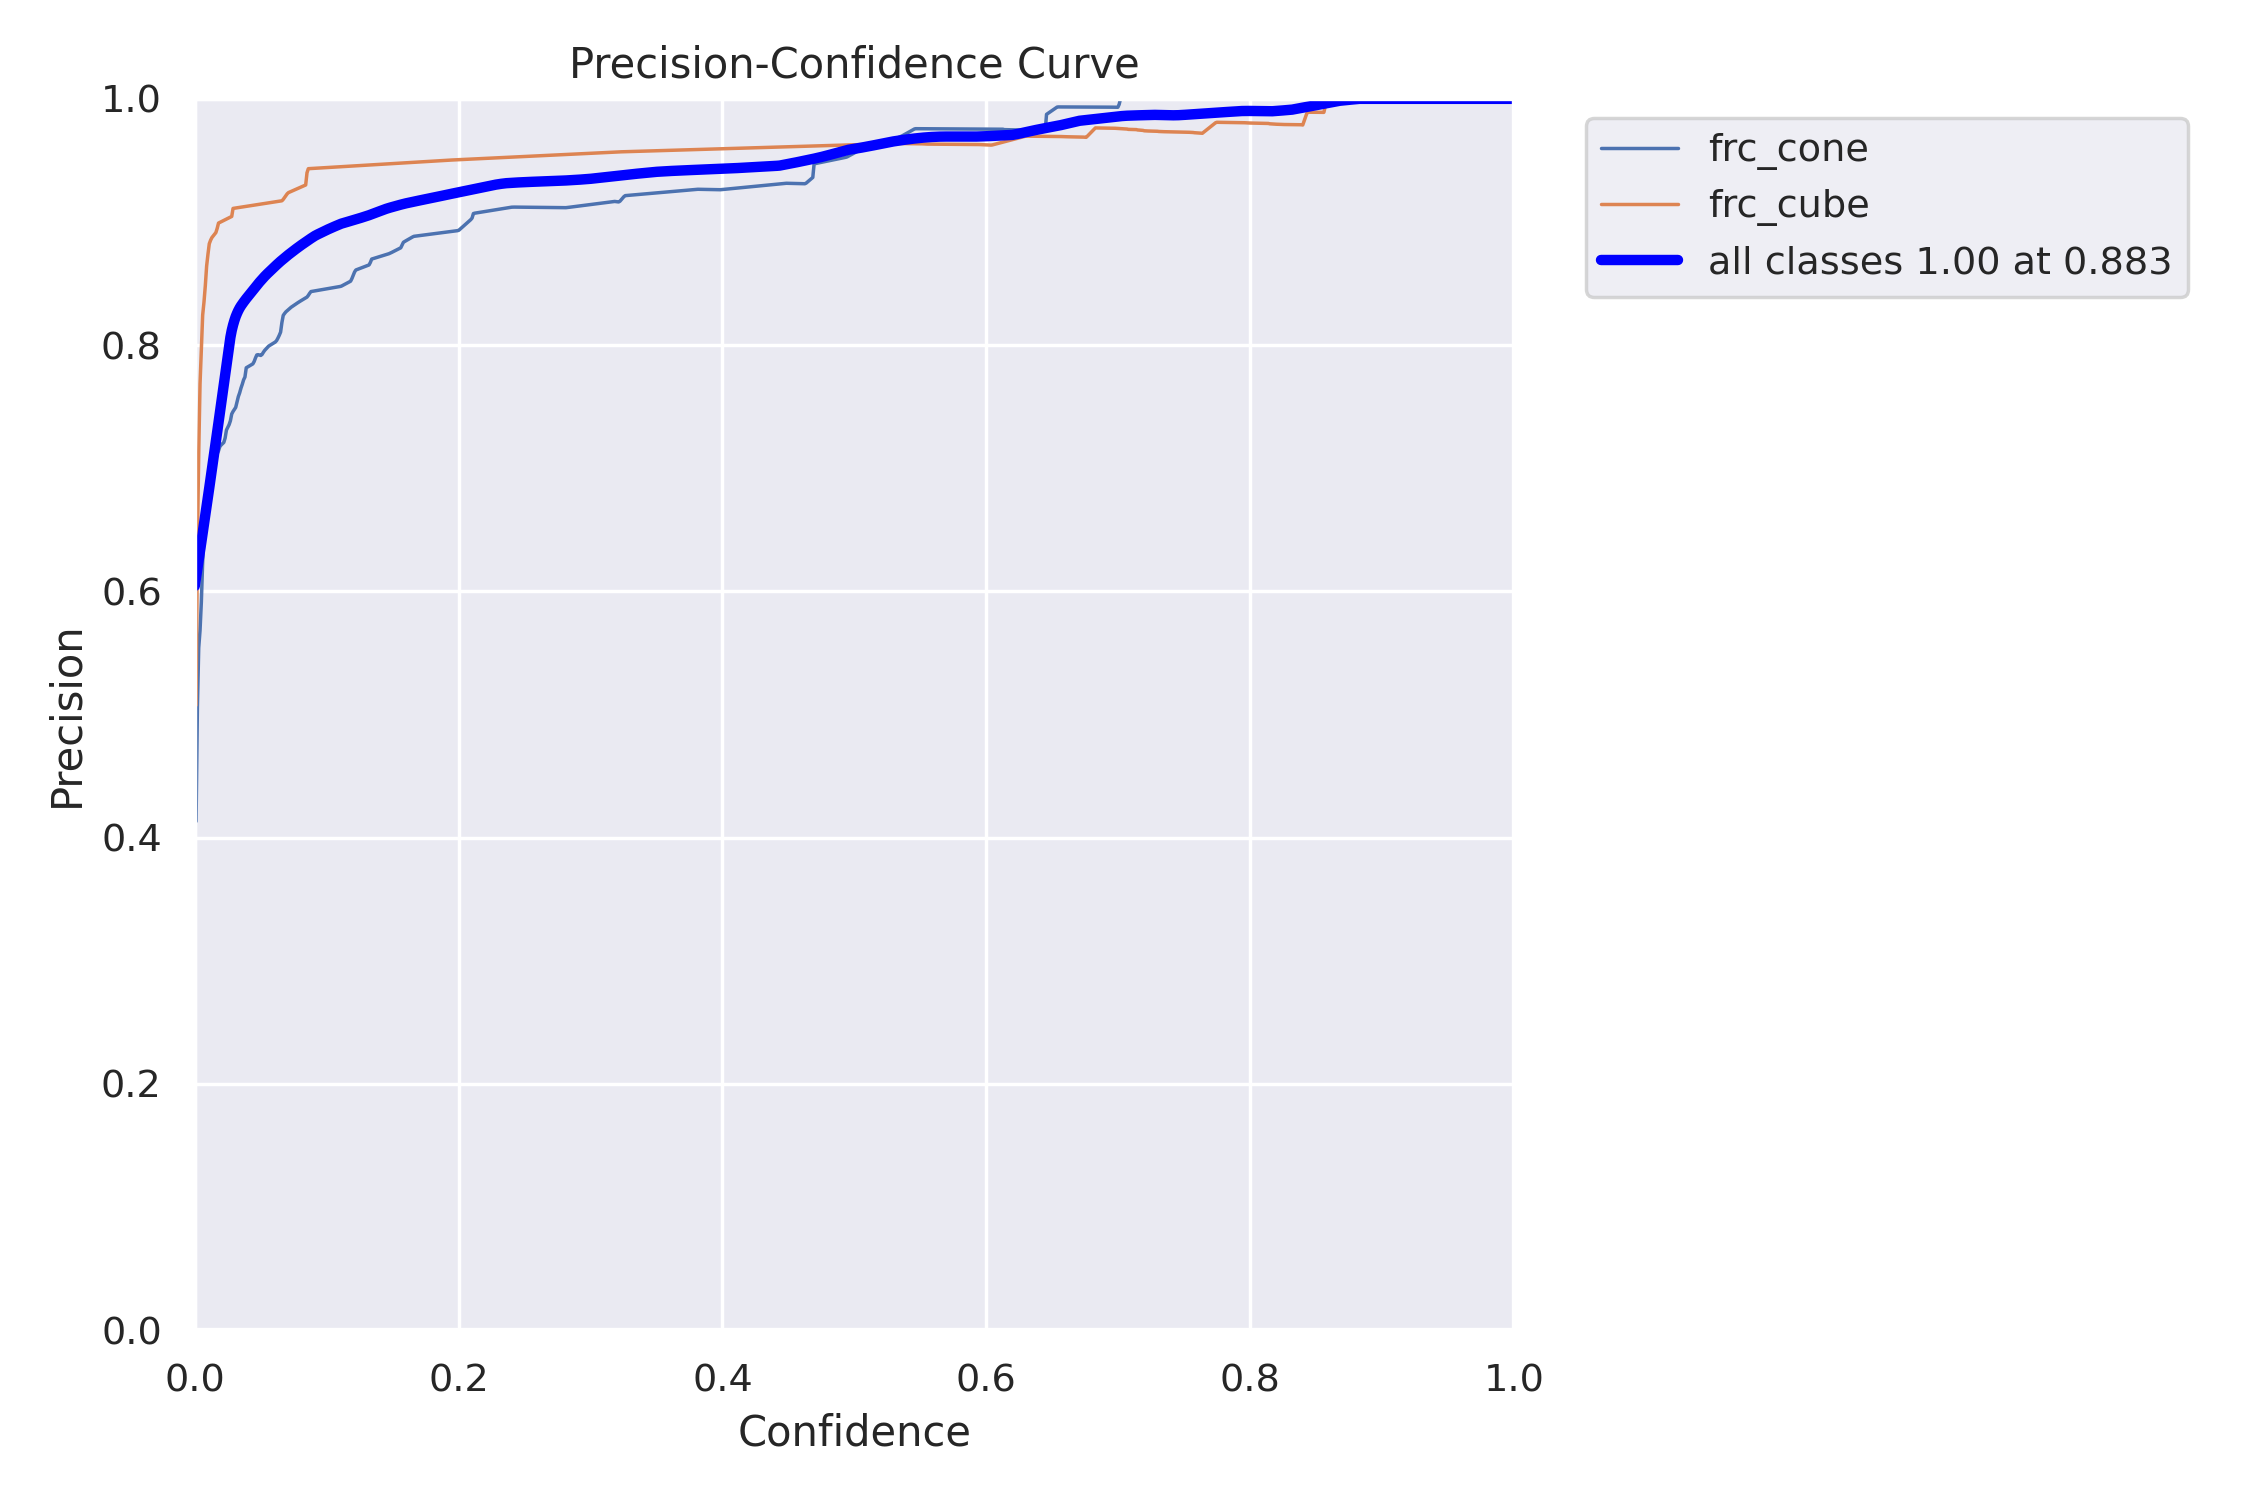 Precision-Confidence Curve
1.0
0.8
0.6
0.4
0.2
0.0
Precision
0.0 0.2 0.4 0.6 0.8 1.0
Confidence
frc_cone
frc_cube
all classes 1.00 at 0.883